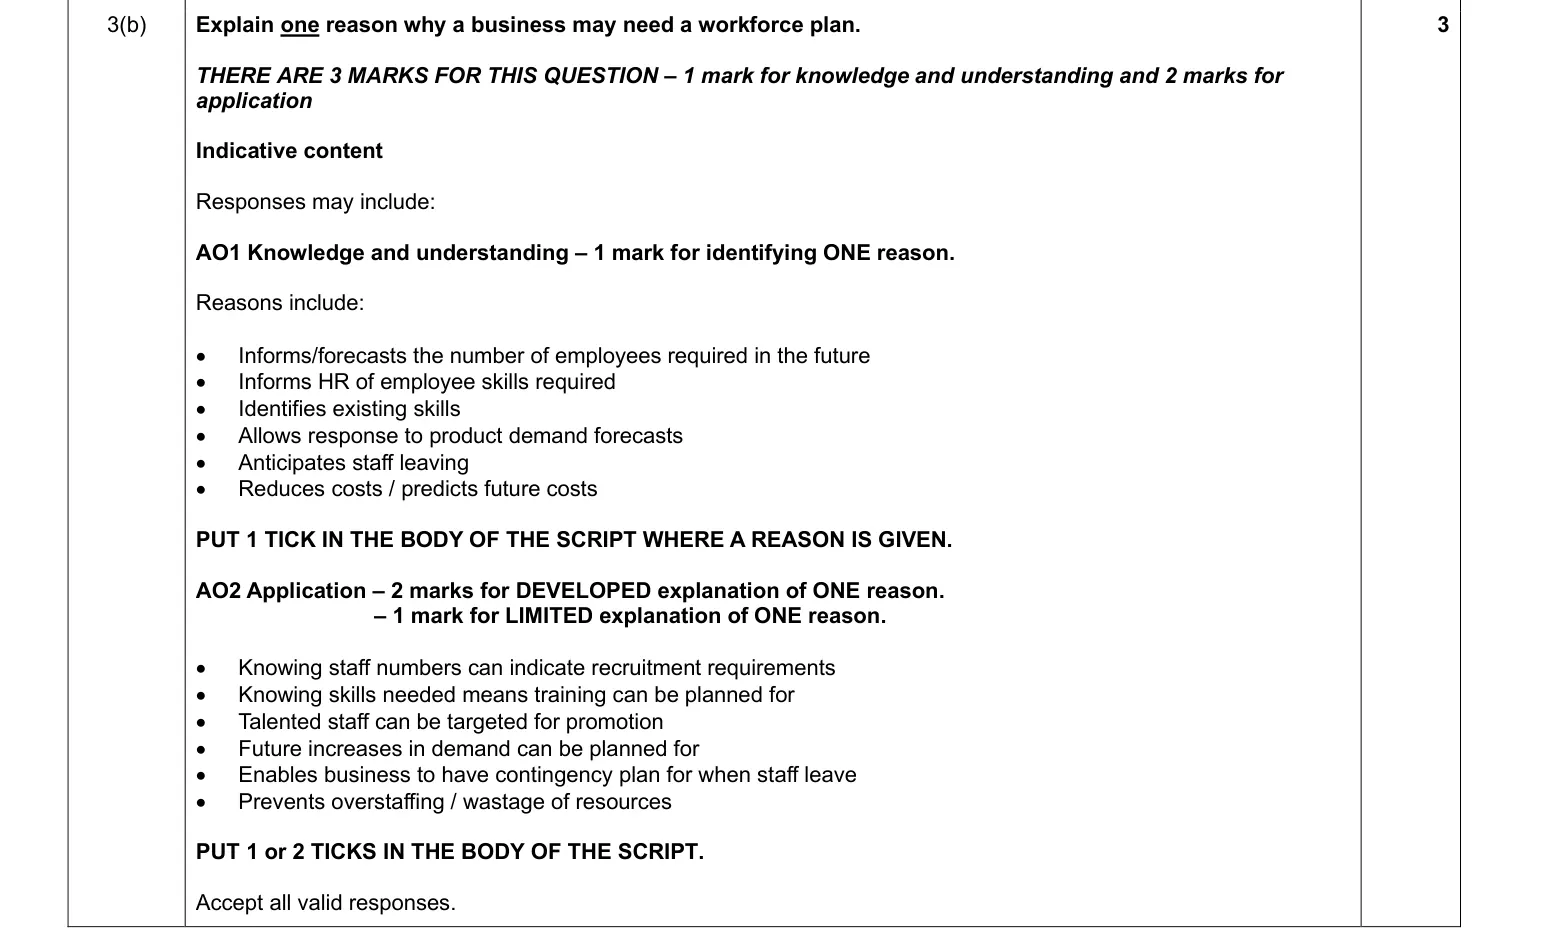 3(b) Explain one reason why a business may need a workforce plan. 3
THERE ARE 3 MARKS FOR THIS QUESTION – 1 mark for knowledge and understanding and 2 marks for
application
Indicative content
Responses may include:
AO1 Knowledge and understanding – 1 mark for identifying ONE reason.
Reasons include:
• Informs/forecasts the number of employees required in the future
• Informs HR of employee skills required
• Identifies existing skills
• Allows response to product demand forecasts
• Anticipates staff leaving
• Reduces costs / predicts future costs
PUT 1 TICK IN THE BODY OF THE SCRIPT WHERE A REASON IS GIVEN.
AO2 Application – 2 marks for DEVELOPED explanation of ONE reason.
– 1 mark for LIMITED explanation of ONE reason.
• Knowing staff numbers can indicate recruitment requirements
• Knowing skills needed means training can be planned for
• Talented staff can be targeted for promotion
• Future increases in demand can be planned for
• Enables business to have contingency plan for when staff leave
• Prevents overstaffing / wastage of resources
PUT 1 or 2 TICKS IN THE BODY OF THE SCRIPT.
Accept all valid responses.